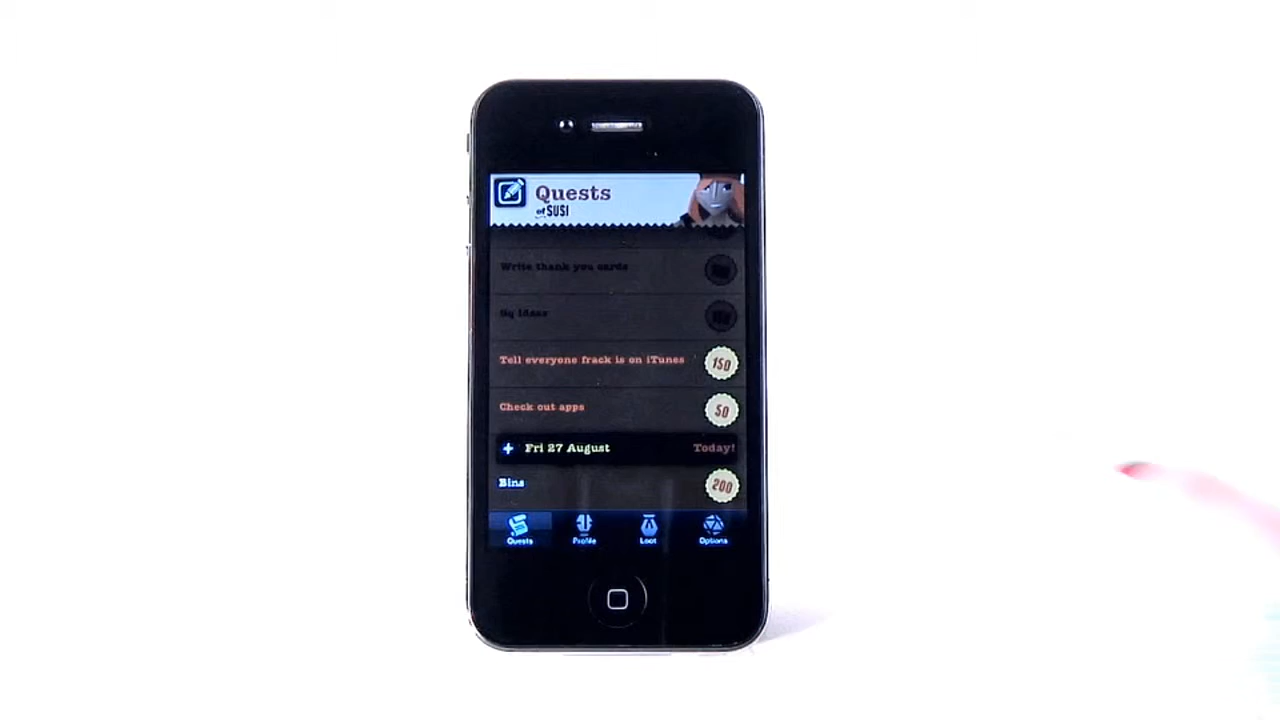 Quests
of SUSI
Write thank you cards
Tell everyone frack is on iTunes
150
Check out apps
50
+ Fri 27 August Today!
Bins
200
Quests Profile Loot Options